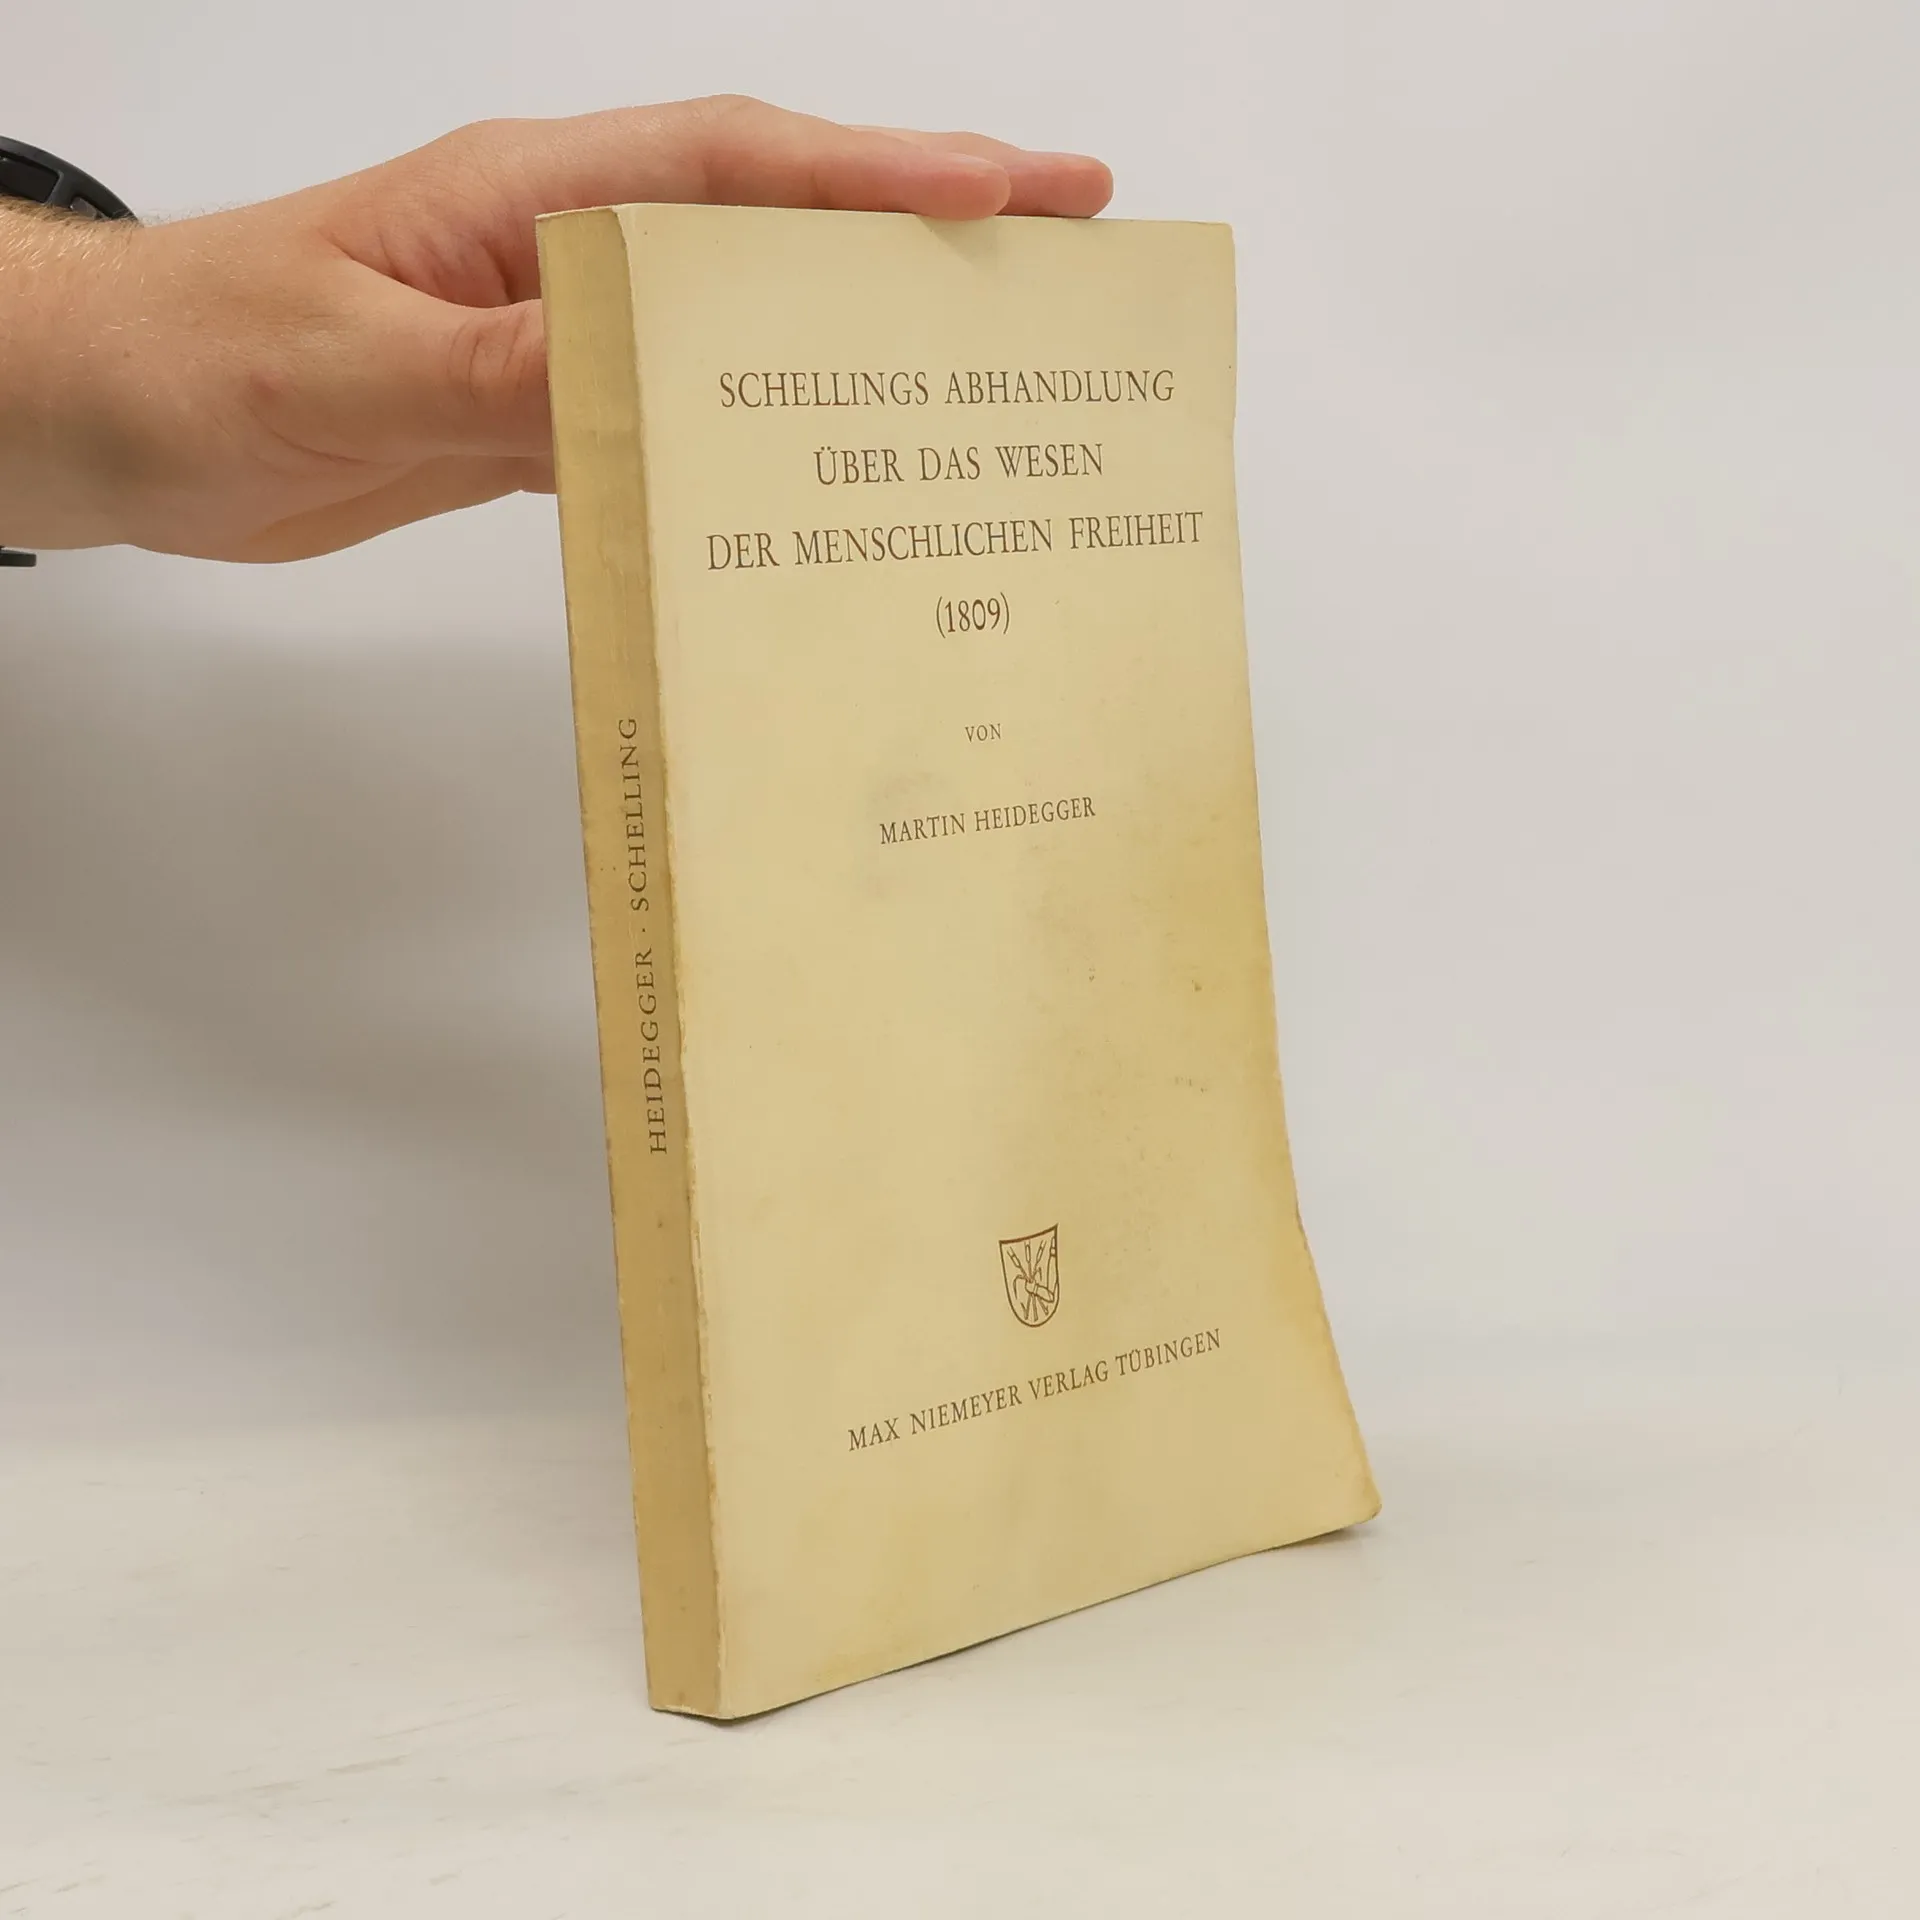 SCHELLINGS ABHANDLUNG
ÜBER DAS WESEN
DER MENSCHLICHEN FREIHEIT
(1809)
VON
MARTIN HEIDEGGER
MAX NIEMEYER VERLAG TÜBINGEN
HEIDEGGER · SCHELLING